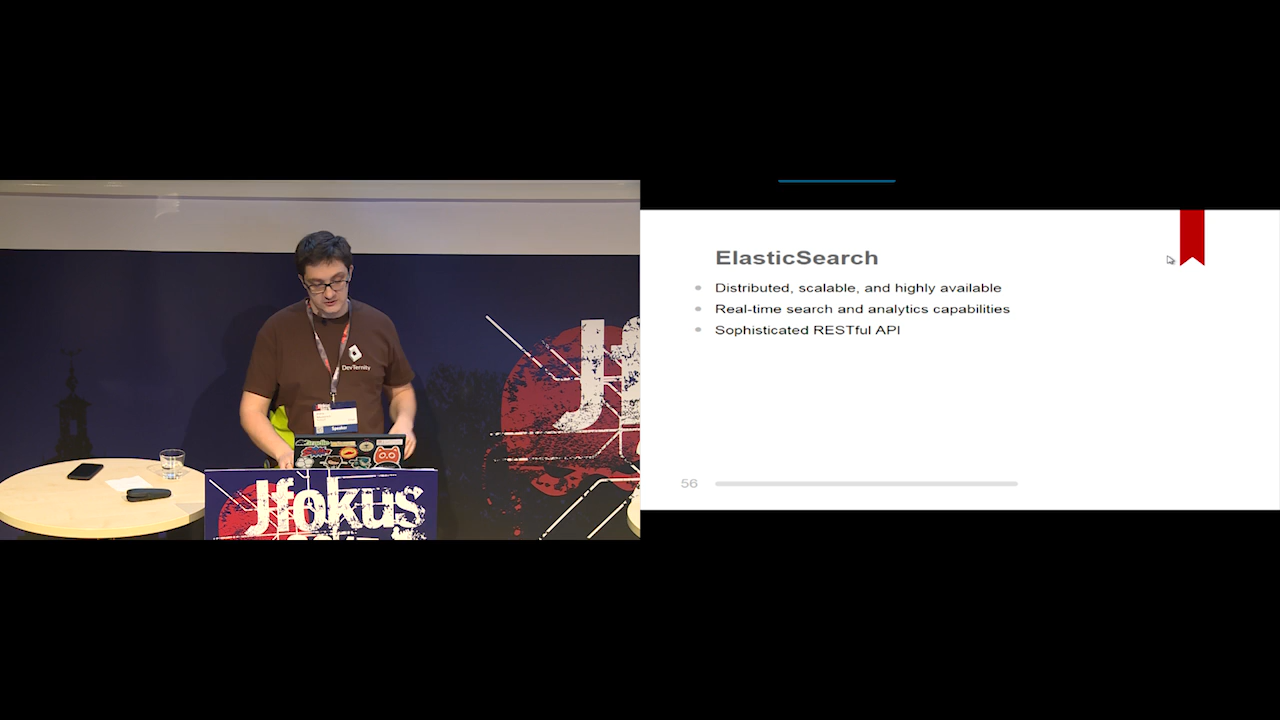 DevTernity
Speaker
Jfokus
Jf
ElasticSearch
Distributed, scalable, and highly available
Real-time search and analytics capabilities
Sophisticated RESTful API
56